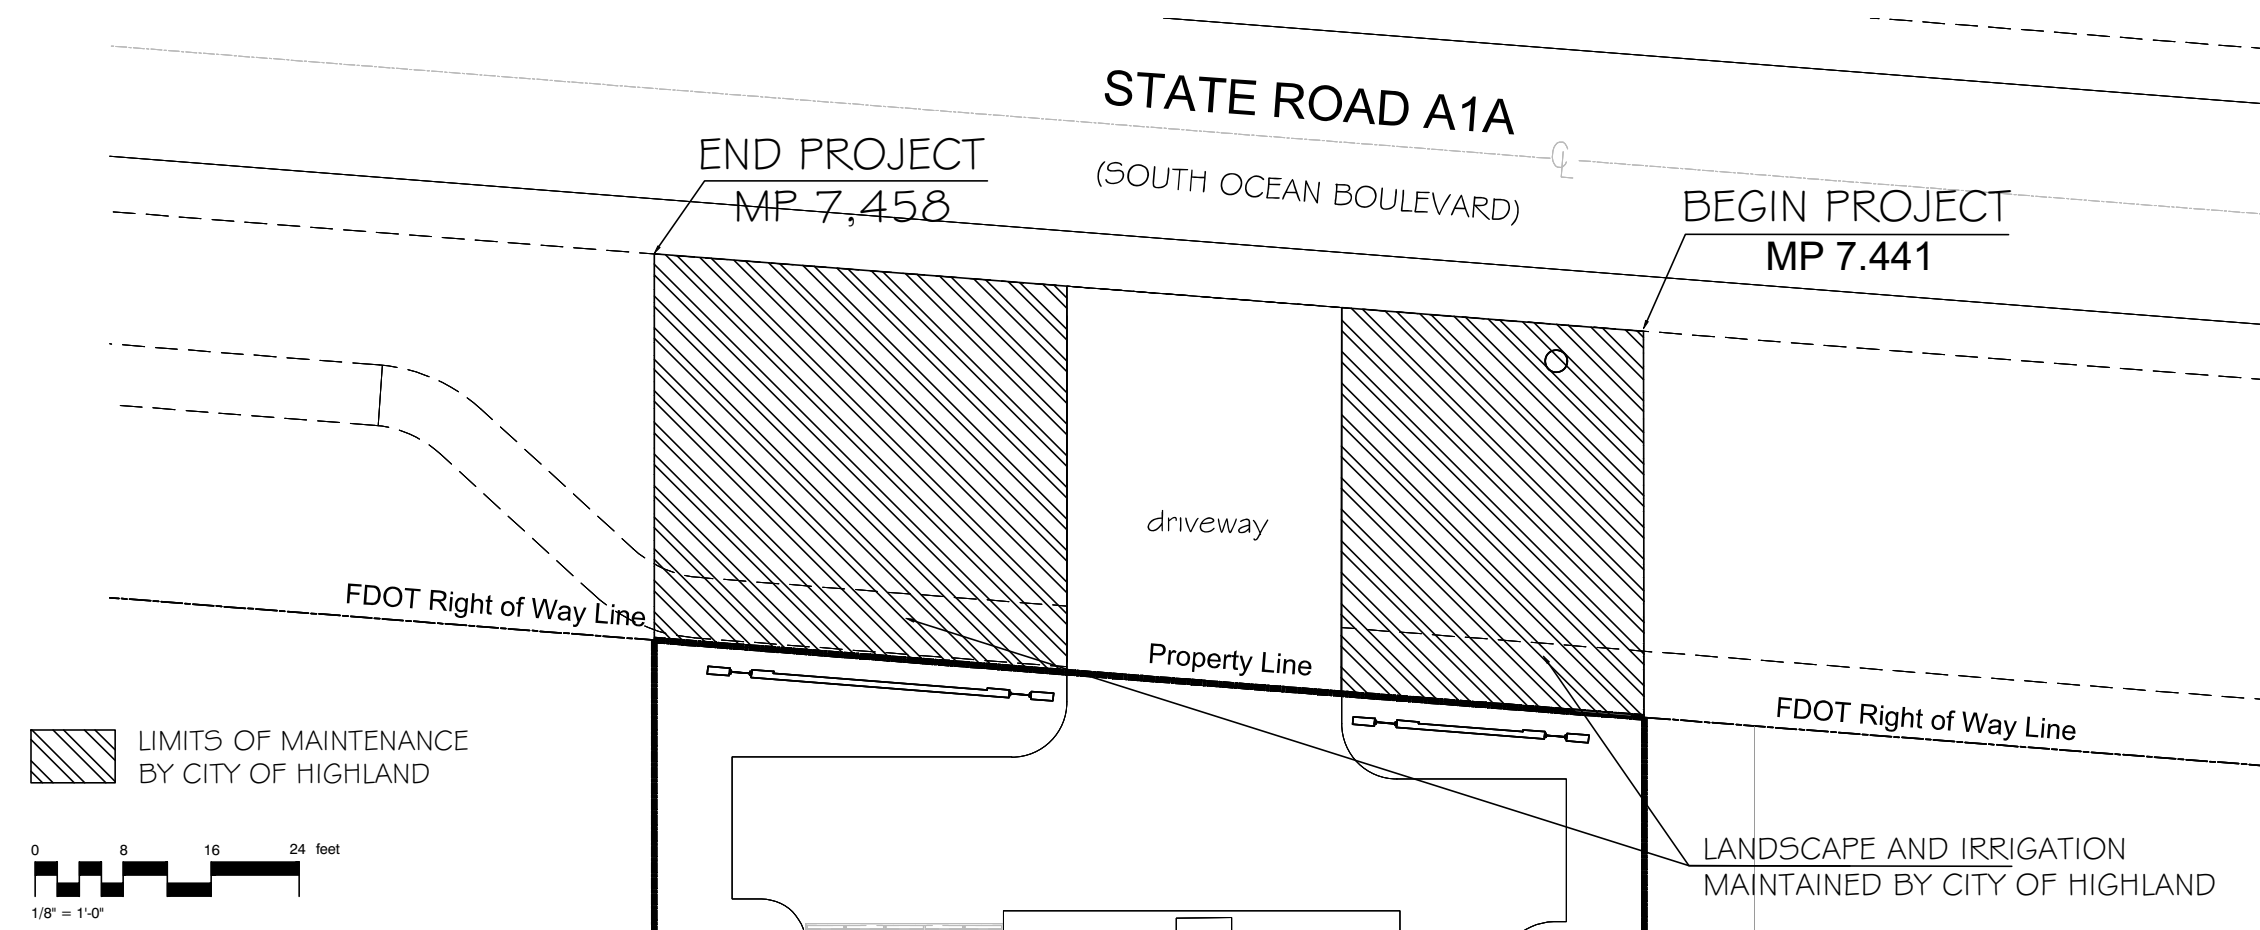 STATE ROAD A1A
(SOUTH OCEAN BOULEVARD)
CL
END PROJECT
MP 7,458
BEGIN PROJECT
MP 7.441
driveway
FDOT Right of Way Line
Property Line
FDOT Right of Way Line
LIMITS OF MAINTENANCE
BY CITY OF HIGHLAND
0 8 16 24 feet
1/8" = 1'-0"
LANDSCAPE AND IRRIGATION
MAINTAINED BY CITY OF HIGHLAND